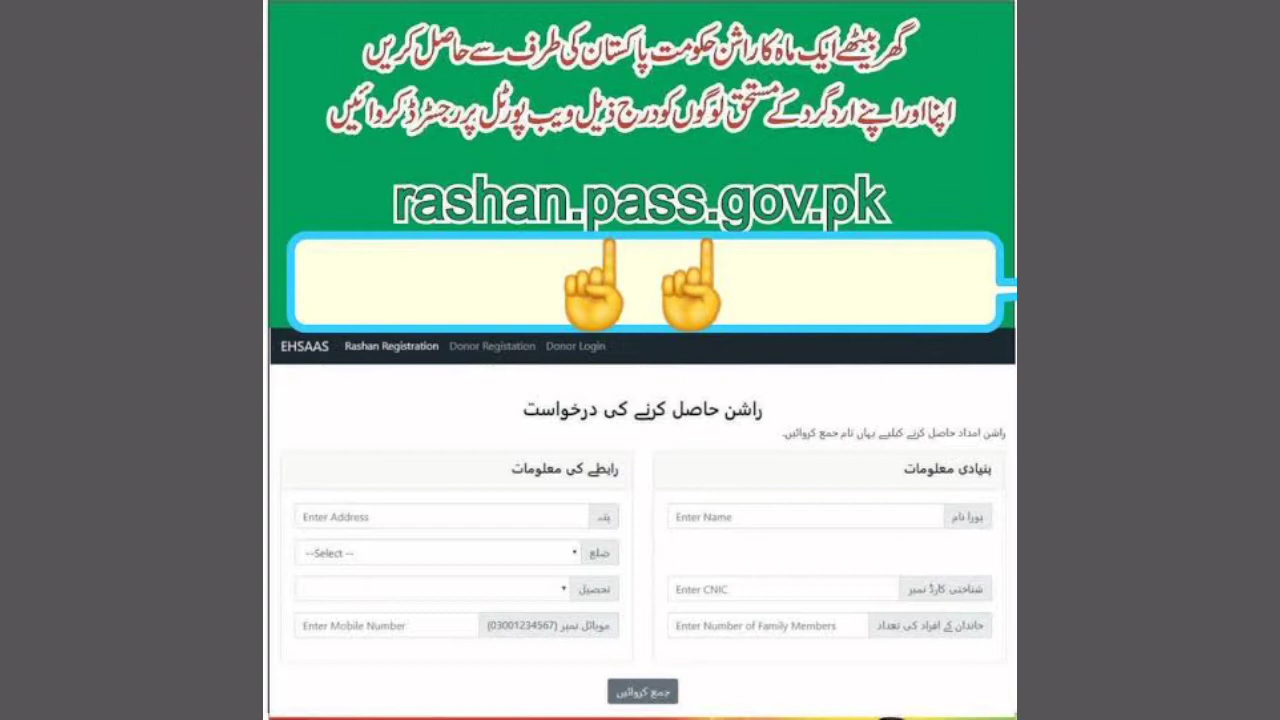 گھر بیٹھے ایک ماہ کا راشن حکومت پاکستان کی طرف سے حاصل کریں
اپنا اور اپنے اردگرد کے مستحق لوگوں کو درج ذیل ویب پورٹل پر رجسٹرڈ کروائیں
rashan.pass.gov.pk
EHSAAS Rashan Registration Donor Registation Donor Login
راشن حاصل کرنے کی درخواست
راشن امداد حاصل کرنے کیلیے یہاں نام جمع کروائیں.
بنیادی معلومات
پورا نام Enter Name
شناختی کارڈ نمبر Enter CNIC
خاندان کے افراد کی تعداد Enter Number of Family Members
رابطے کی معلومات
پتہ Enter Address
ضلع --Select --
تحصیل
موبائل نمبر (03001234567) Enter Mobile Number
جمع کروائیں